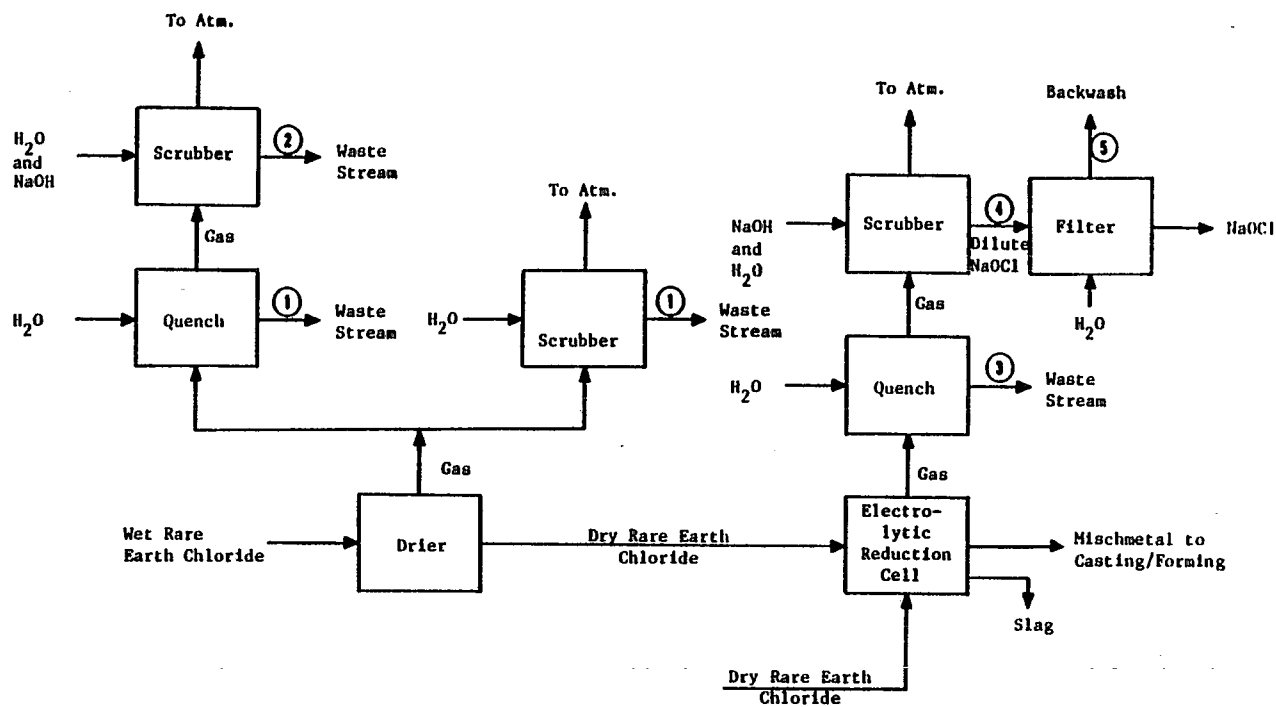 To Atm.
H2O
and
NaOH
Scrubber
2
Waste
Stream
Gas
H2O
Quench
1
Waste
Stream
To Atm.
H2O
Scrubber
1
Waste
Stream
Gas
Wet Rare
Earth Chloride
Drier
Dry Rare Earth
Chloride
To Atm.
NaOH
and
H2O
Scrubber
4
Dilute
NaOCl
Backwash
5
Filter
NaOCl
H2O
Gas
H2O
Quench
3
Waste
Stream
Gas
Electro-
lytic
Reduction
Cell
Mischmetal to
Casting/Forming
Slag
Dry Rare Earth
Chloride